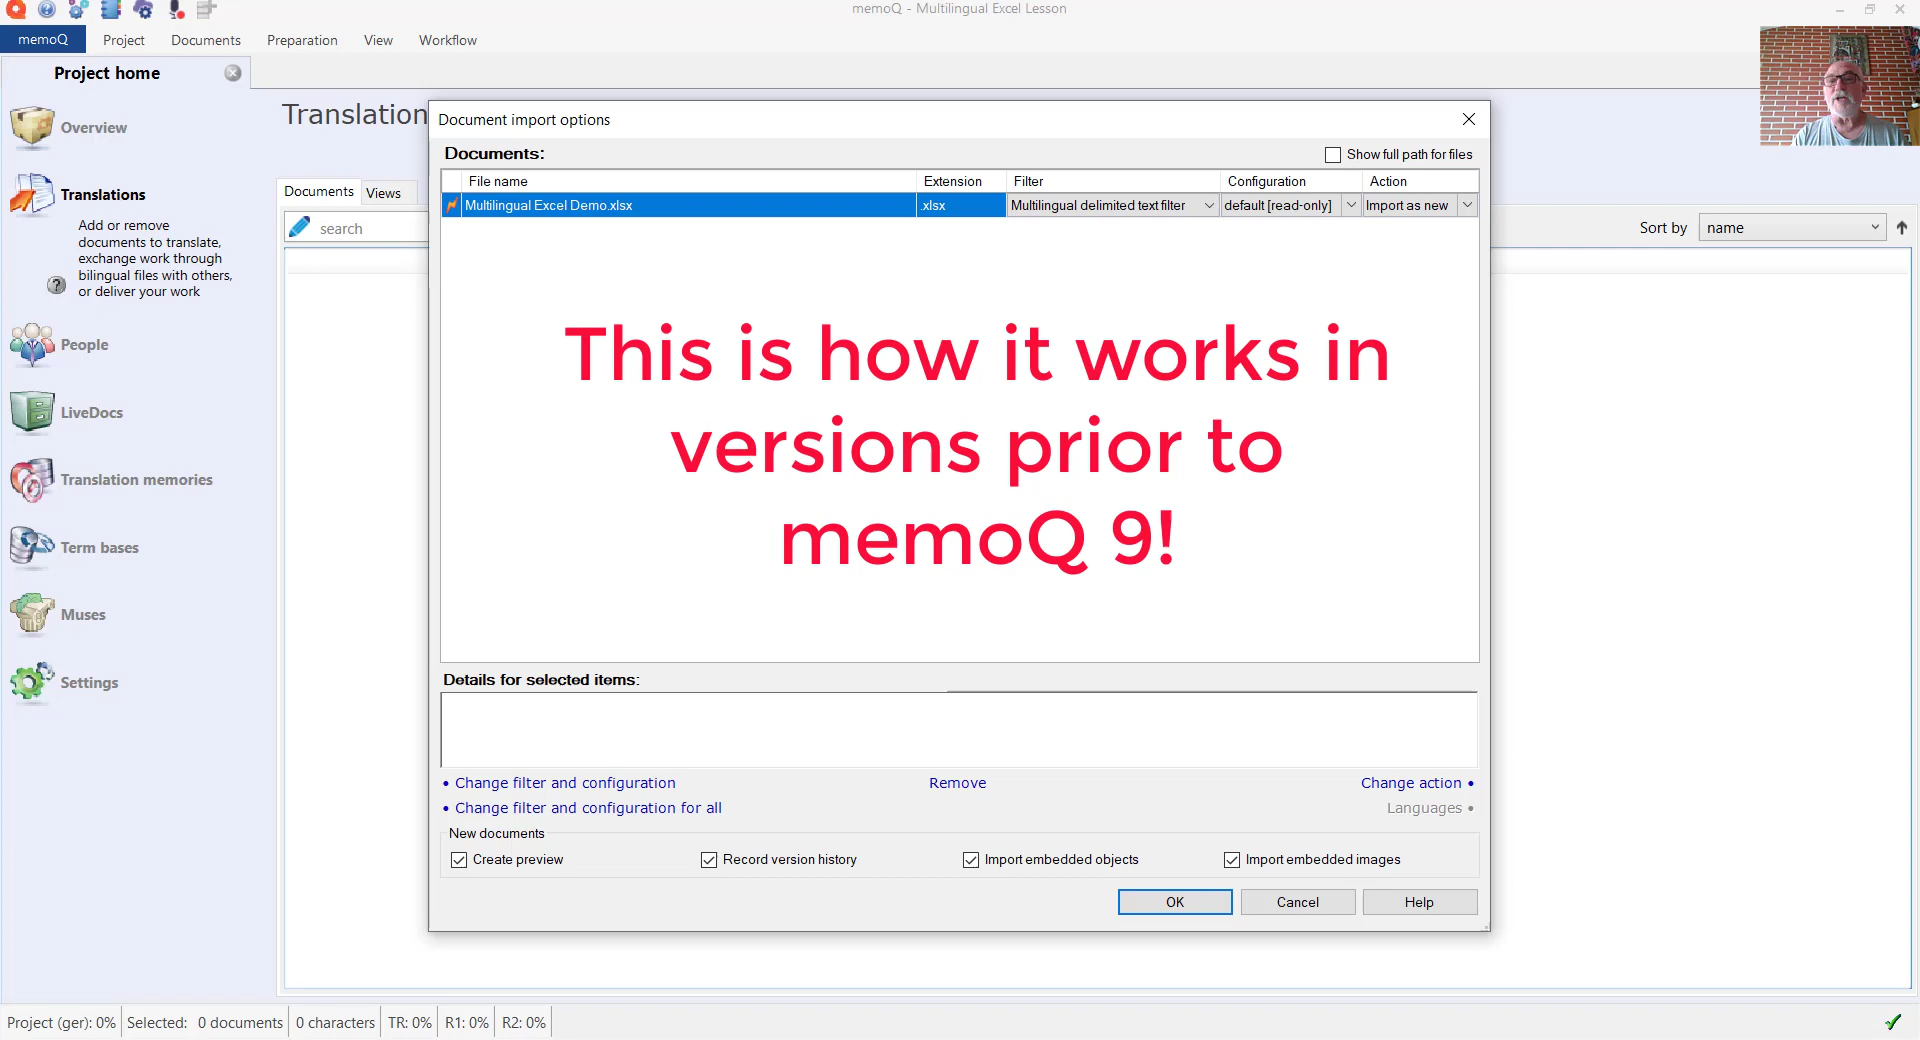 memoQ - Multilingual Excel Lesson
memoQ Project Documents Preparation View Workflow
Project home
Overview
Translations
Add or remove
documents to translate,
exchange work through
bilingual files with others,
or deliver your work
People
LiveDocs
Translation memories
Term bases
Muses
Settings
Translation
Documents Views
search
Sort by name
Document import options
Documents:
Show full path for files
File name Extension Filter Configuration Action
Multilingual Excel Demo.xlsx .xlsx Multilingual delimited text filter default [read-only] Import as new
This is how it works in
versions prior to
memoQ 9!
Details for selected items:
Change filter and configuration Remove Change action
Change filter and configuration for all Languages
New documents
Create preview Record version history Import embedded objects Import embedded images
OK Cancel Help
Project (ger): 0% Selected: 0 documents 0 characters TR: 0% R1: 0% R2: 0%